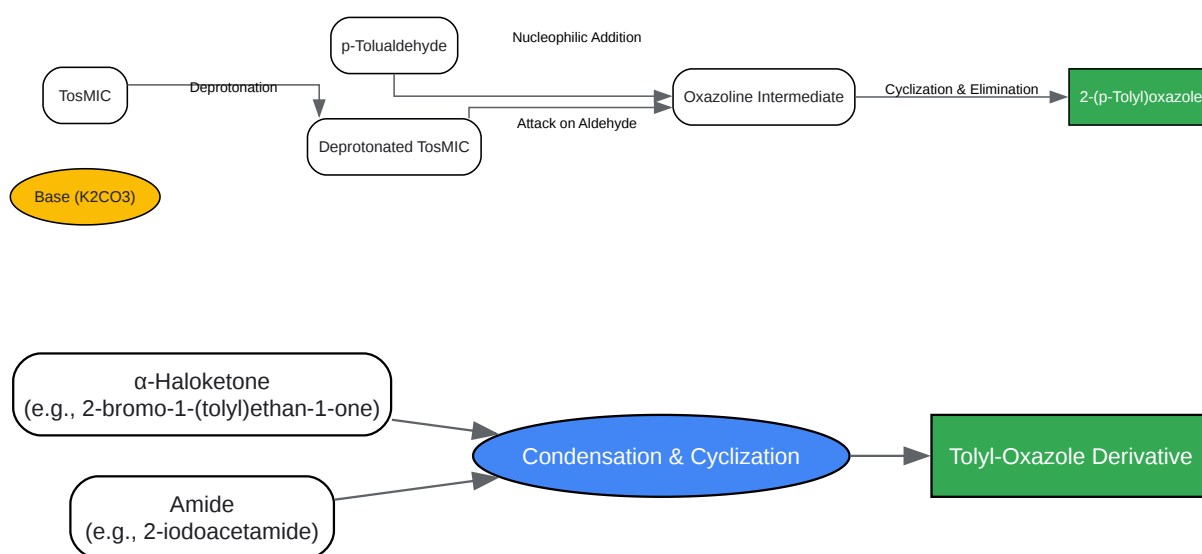 p-Tolualdehyde
Nucleophilic Addition
TosMIC
Deprotonation
Oxazoline Intermediate
Cyclization & Elimination
2-(p-Tolyl)oxazole
Attack on Aldehyde
Deprotonated TosMIC
Base (K2CO3)
α-Haloketone
(e.g., 2-bromo-1-(tolyl)ethan-1-one)
Condensation & Cyclization
Tolyl-Oxazole Derivative
Amide
(e.g., 2-iodoacetamide)